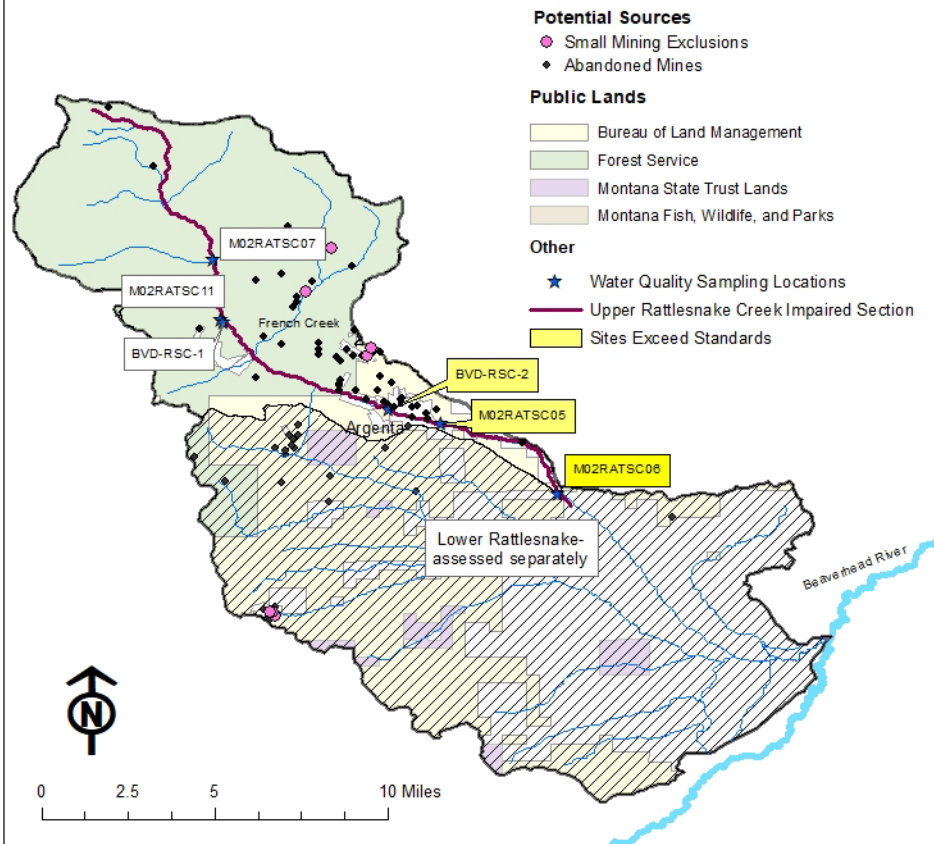 Potential Sources
Small Mining Exclusions
Abandoned Mines
Public Lands
Bureau of Land Management
Forest Service
Montana State Trust Lands
Montana Fish, Wildlife, and Parks
Other
Water Quality Sampling Locations
Upper Rattlesnake Creek Impaired Section
Sites Exceed Standards
M02RATSC07
M02RATSC11
French Creek
BVD-RSC-1
BVD-RSC-2
M02RATSC05
Argenta
M02RATSC06
Lower Rattlesnake-
assessed separately
Beaverhead River
N
0 2.5 5 10 Miles